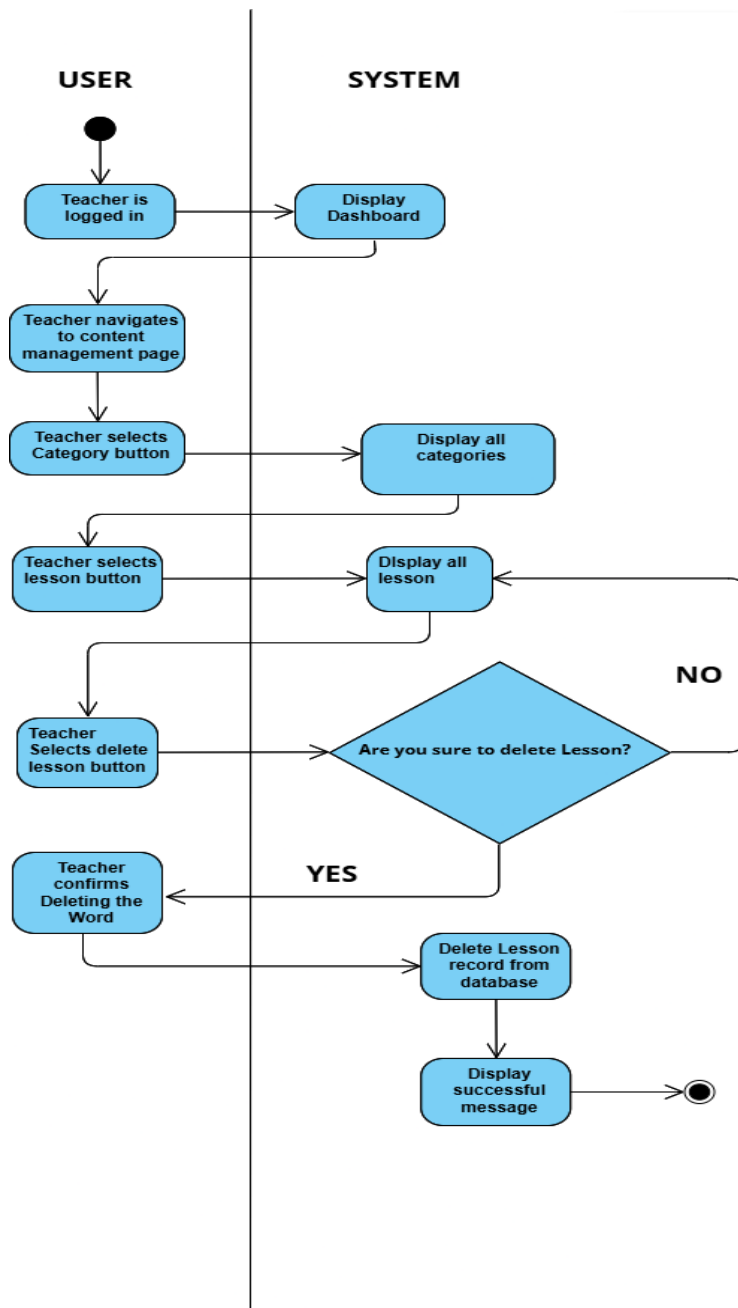 USER
SYSTEM
Teacher is
logged in
Display
Dashboard
Teacher navigates
to content
management page
Teacher selects
Category button
Display all
categories
Teacher selects
lesson button
DIsplay all
lesson
NO
Teacher
Selects delete
lesson button
Are you sure to delete Lesson?
YES
Teacher
confirms
Deleting the
Word
Delete Lesson
record from
database
Display
successful
message